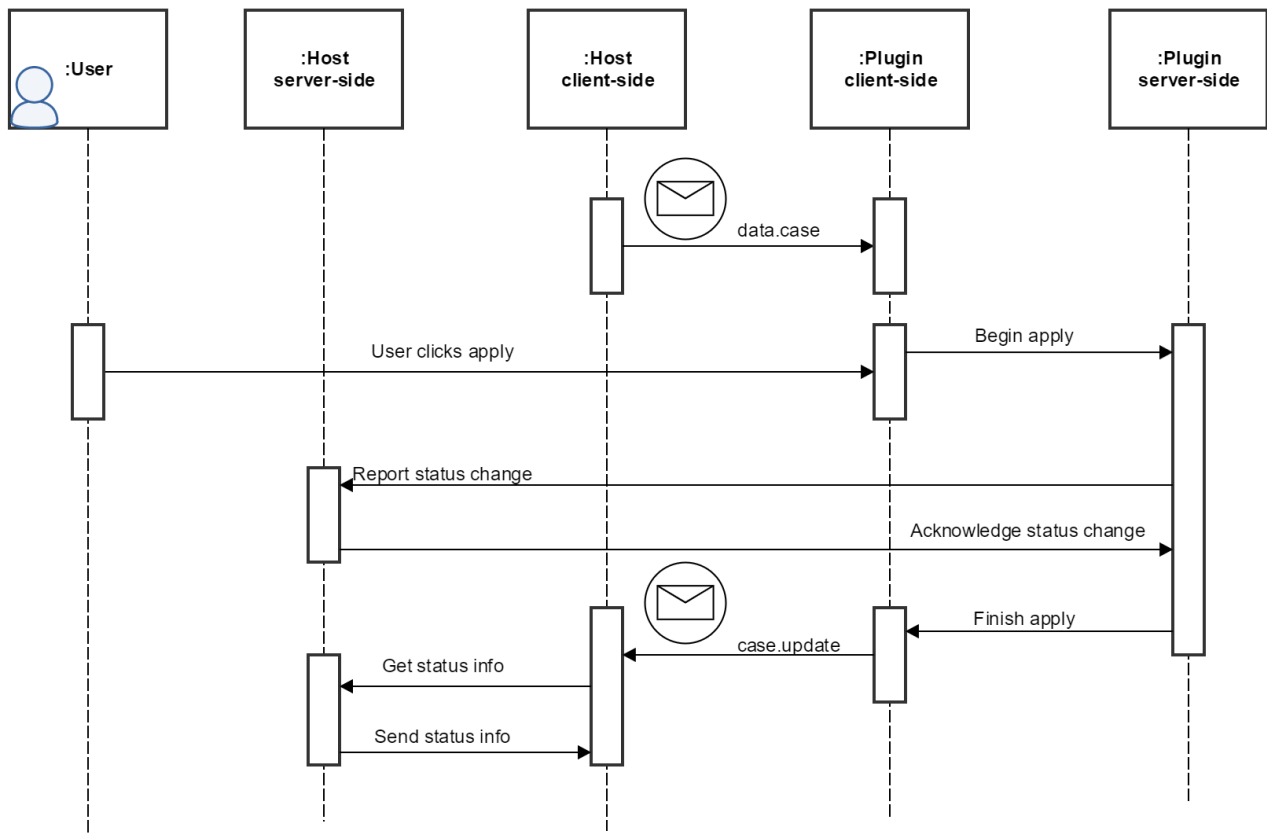 :User
:Host
server-side
:Host
client-side
:Plugin
client-side
:Plugin
server-side
data.case
User clicks apply
Begin apply
Report status change
Acknowledge status change
Finish apply
case.update
Get status info
Send status info